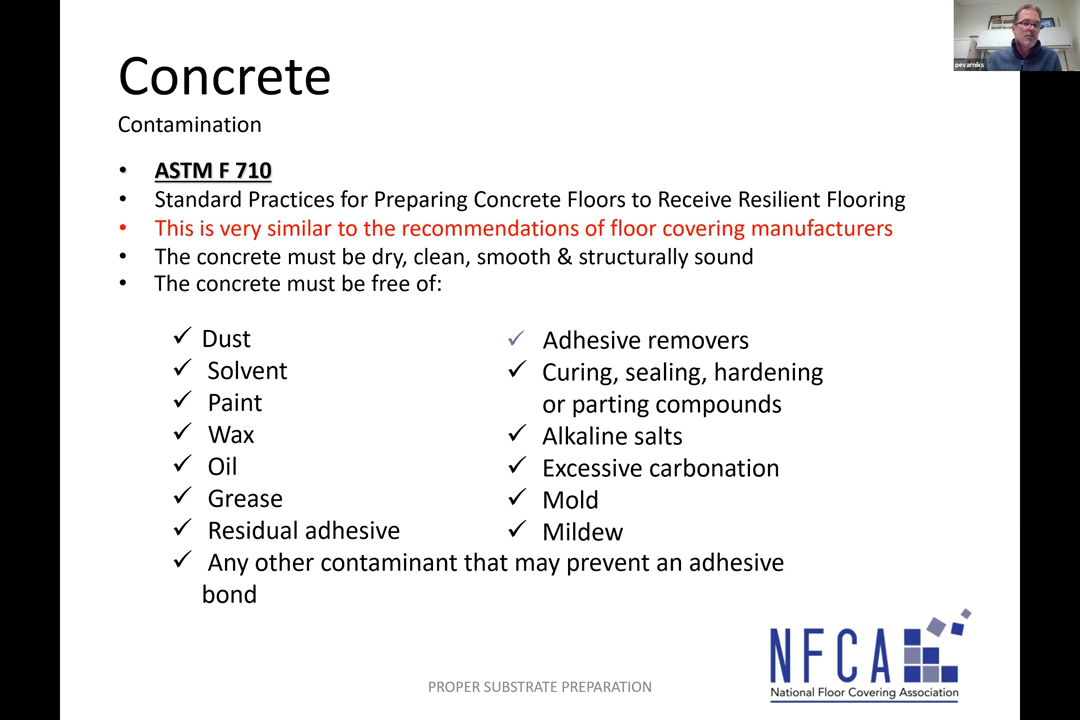 Concrete
Contamination
• ASTM F 710
• Standard Practices for Preparing Concrete Floors to Receive Resilient Flooring
• This is very similar to the recommendations of floor covering manufacturers
• The concrete must be dry, clean, smooth & structurally sound
• The concrete must be free of:
✓ Dust
✓ Solvent
✓ Paint
✓ Wax
✓ Oil
✓ Grease
✓ Residual adhesive
✓ Any other contaminant that may prevent an adhesive
bond
✓ Adhesive removers
✓ Curing, sealing, hardening
or parting compounds
✓ Alkaline salts
✓ Excessive carbonation
✓ Mold
✓ Mildew
PROPER SUBSTRATE PREPARATION
NFCA
National Floor Covering Association
pevarniks